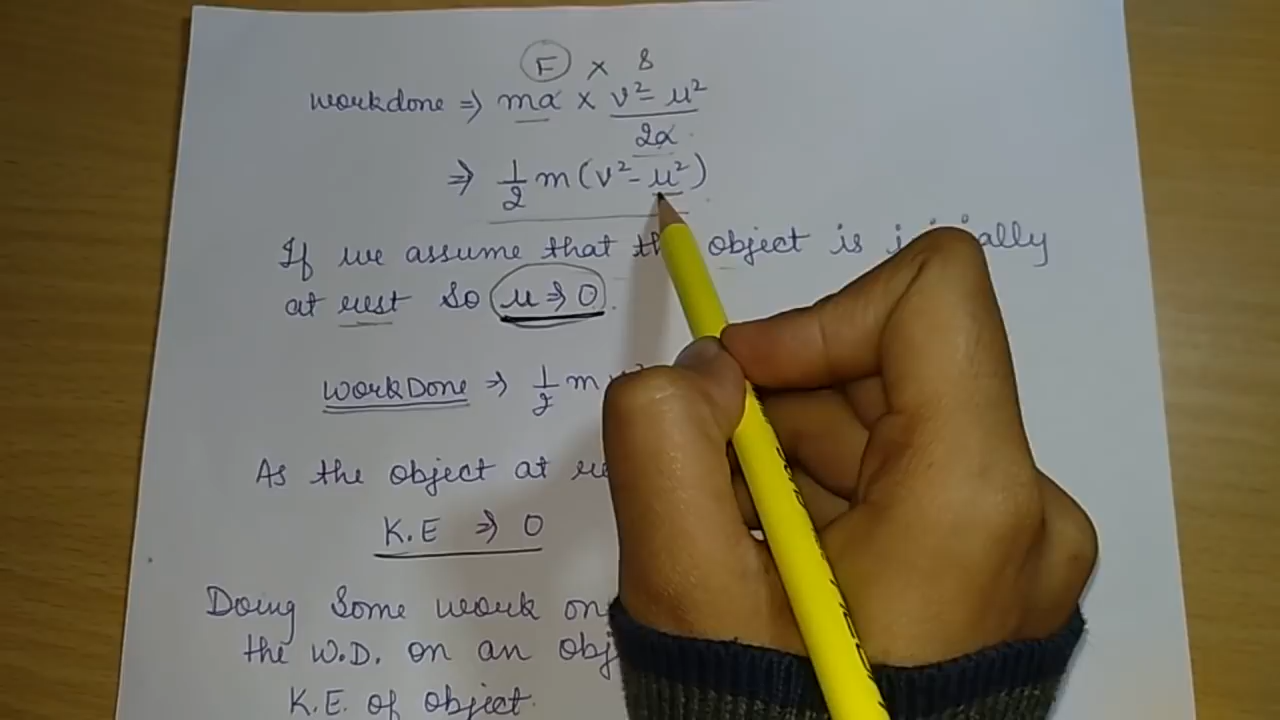 F × s
workdone ⇒ ma × v² - u²
2a
⇒ 1/2 m (v² - u²)
If we assume that the object is initially
at rest so u ⇒ 0.
WorkDone ⇒ 1/2 m
As the object at
K.E ⇒ 0
Doing some work on
the W.D. on an
K.E. of object.